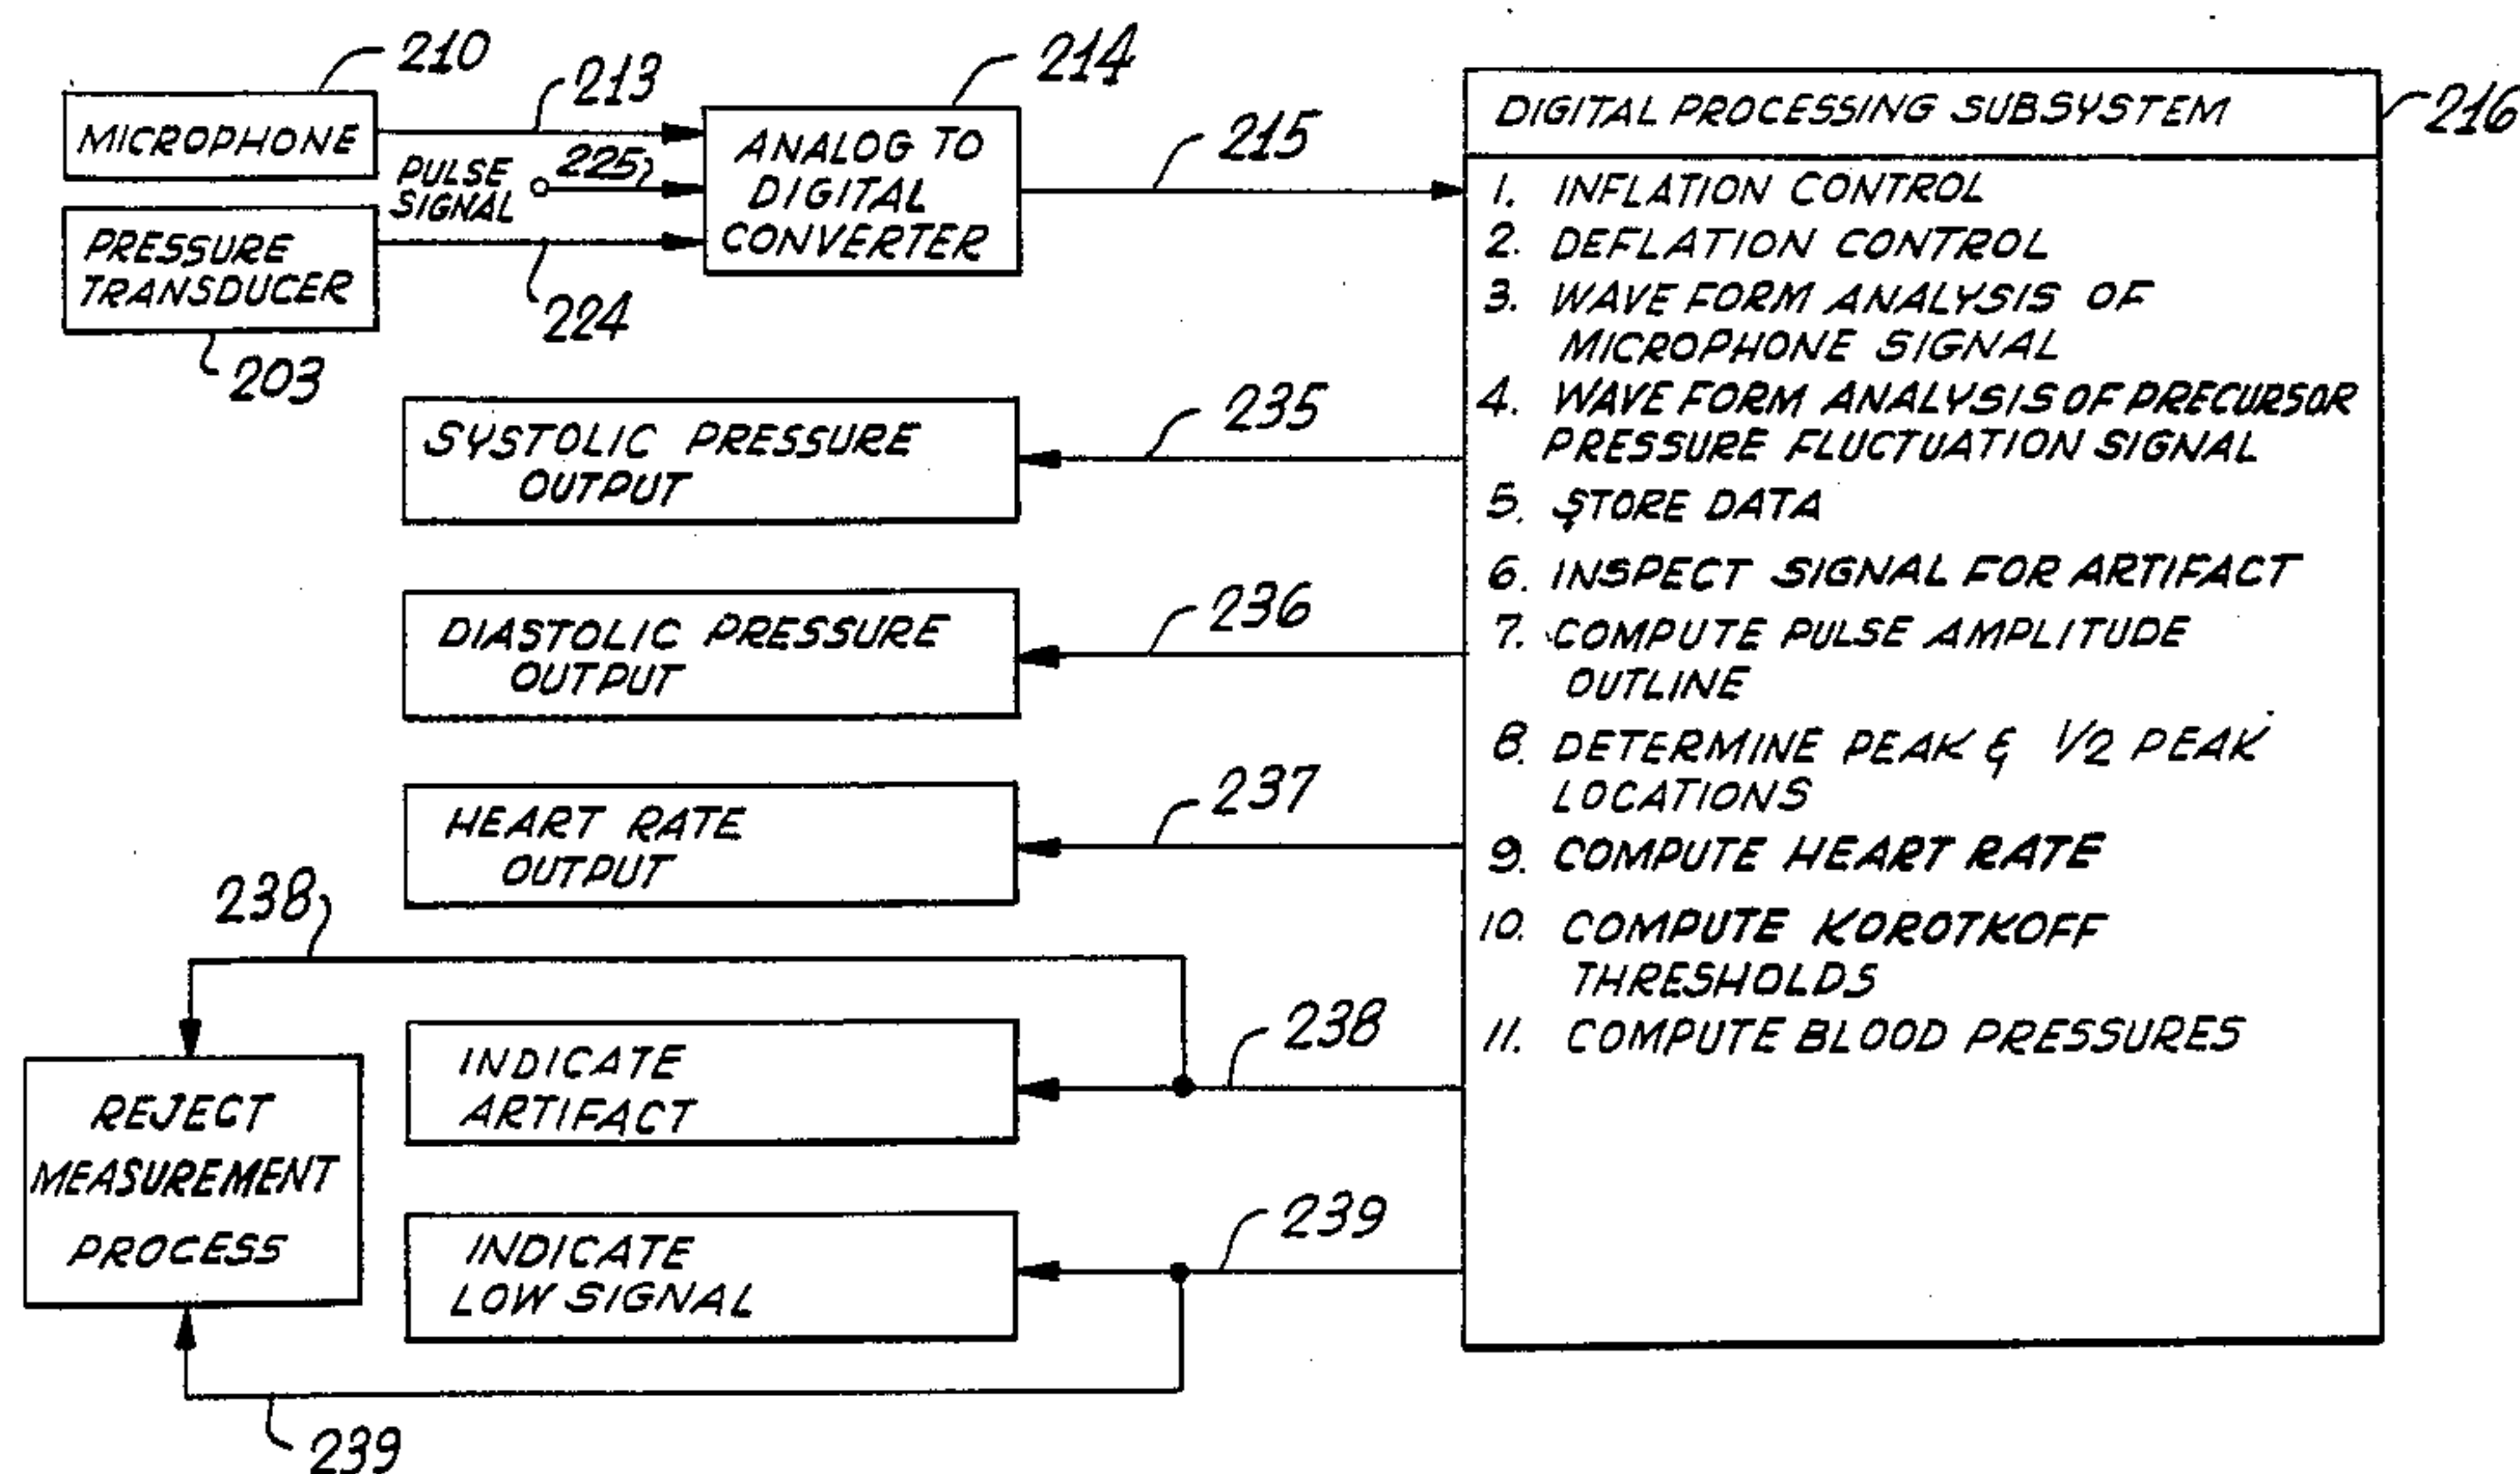 210
213
214
MICROPHONE
PULSE
SIGNAL
225
ANALOG TO
DIGITAL
CONVERTER
215
PRESSURE
TRANSDUCER
224
203
DIGITAL PROCESSING SUBSYSTEM
216
1. INFLATION CONTROL
2. DEFLATION CONTROL
3. WAVE FORM ANALYSIS OF
MICROPHONE SIGNAL
4. WAVE FORM ANALYSIS OF PRECURSOR
PRESSURE FLUCTUATION SIGNAL
5. STORE DATA
6. INSPECT SIGNAL FOR ARTIFACT
7. COMPUTE PULSE AMPLITUDE
OUTLINE
8. DETERMINE PEAK & 1/2 PEAK
LOCATIONS
9. COMPUTE HEART RATE
10. COMPUTE KOROTKOFF
THRESHOLDS
11. COMPUTE BLOOD PRESSURES
SYSTOLIC PRESSURE
OUTPUT
235
DIASTOLIC PRESSURE
OUTPUT
236
HEART RATE
OUTPUT
237
238
INDICATE
ARTIFACT
238
REJECT
MEASUREMENT
PROCESS
INDICATE
LOW SIGNAL
239
239